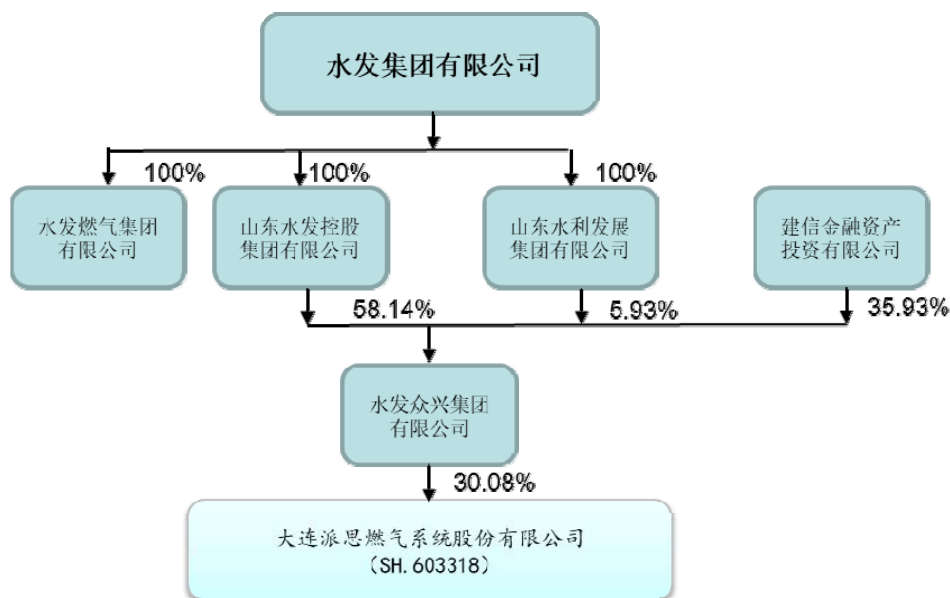 水发集团有限公司
100%
100%
100%
水发燃气集团
有限公司
山东水发控股
集团有限公司
山东水利发展
集团有限公司
建信金融资产
投资有限公司
58.14%
5.93%
35.93%
水发众兴集团
有限公司
30.08%
大连派思燃气系统股份有限公司
（SH.603318）